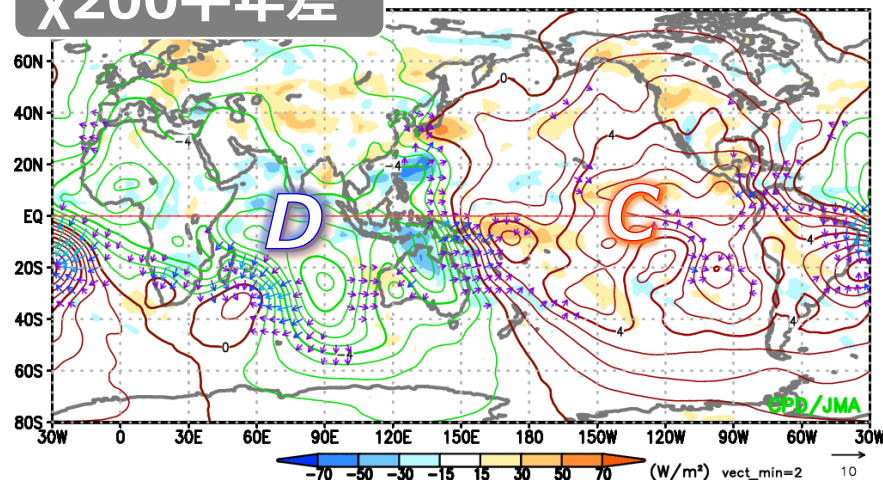 χ200平年差
60N
40N
20N
EQ
20S
40S
60S
80S
0
4
-4
-4
D
C
-4
4
4
0
-4
CPD/JMA
30W 0 30E 60E 90E 120E 150E 180 150W 120W 90W 60W 30W
-70 -50 -30 -15 15 30 50 70 (W/m²) vect_min=2 10